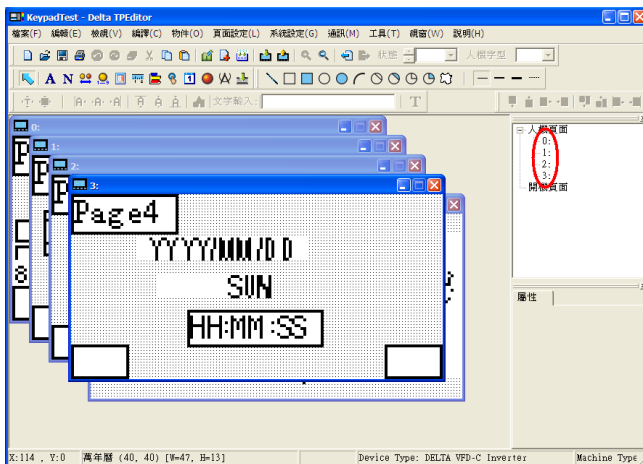 KeypadTest - Delta TPEditor
檔案(F) 編輯(E) 檢視(V) 編譯(C) 物件(O) 頁面設定(L) 系統設定(G) 通訊(M) 工具(T) 視窗(W) 說明(H)
狀態 人機字型
文字輸入:
0:
1:
2:
3:
Page4
YYYY/MM/DD
SUN
HH:MM:SS
人機頁面
0:
1:
2:
3:
開機頁面
屬性
X:114 , Y:0 萬年曆 (40, 40) [W=47, H=13] Device Type: DELTA VFD-C Inverter Machine Type